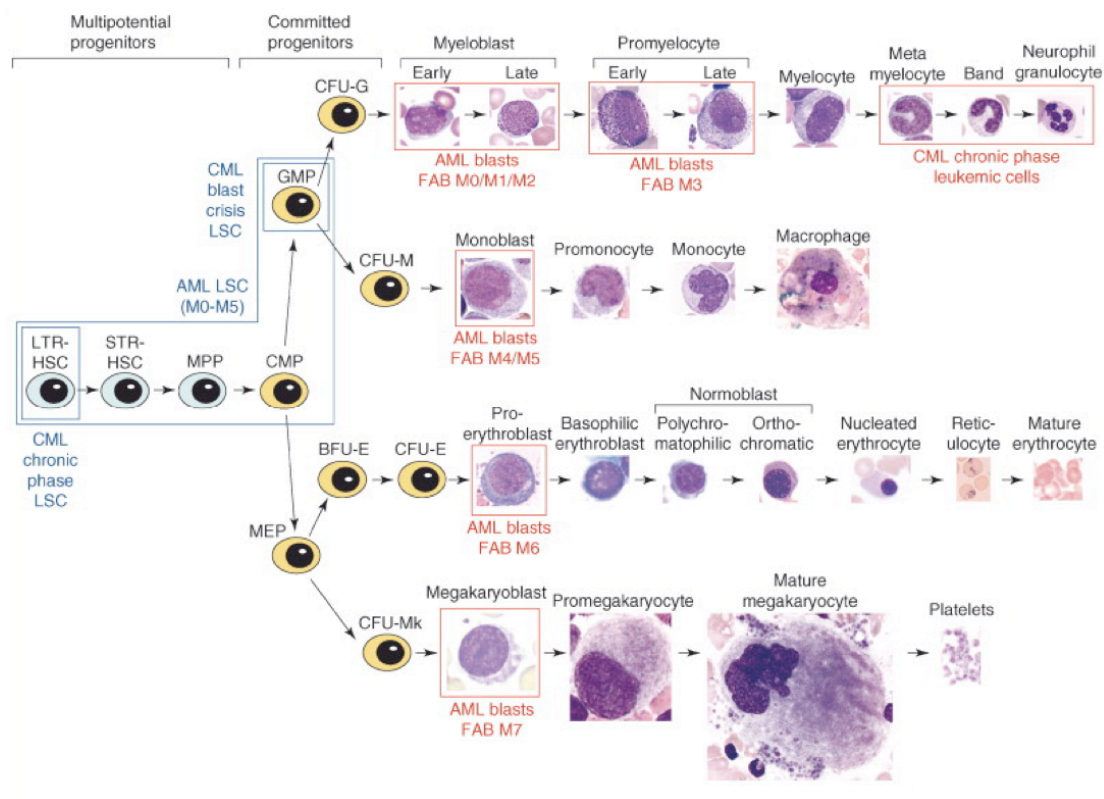 Multipotential
progenitors
Committed
progenitors
Myeloblast
Promyelocyte
CFU-G
Early
Late
Early
Late
Myelocyte
Meta
myelocyte
Band
Neurophil
granulocyte
AML blasts
FAB M0/M1/M2
AML blasts
FAB M3
CML chronic phase
leukemic cells
CML
blast
crisis
LSC
GMP
CFU-M
Monoblast
Promonocyte
Monocyte
Macrophage
AML LSC
(M0-M5)
AML blasts
FAB M4/M5
LTR-
HSC
STR-
HSC
MPP
CMP
CML
chronic
phase
LSC
BFU-E
CFU-E
Pro-
erythroblast
Basophilic
erythroblast
Normoblast
Polychro-
matophilic
Ortho-
chromatic
Nucleated
erythrocyte
Retic-
ulocyte
Mature
erythrocyte
AML blasts
FAB M6
MEP
CFU-Mk
Megakaryoblast
Promegakaryocyte
Mature
megakaryocyte
Platelets
AML blasts
FAB M7